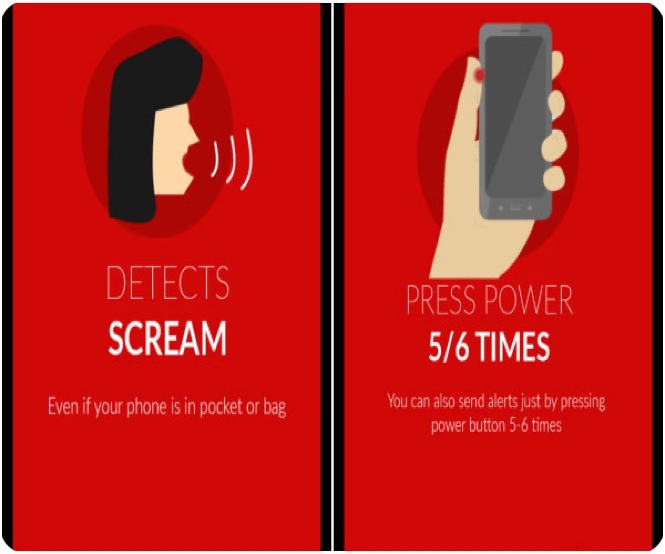 DETECTS
SCREAM
Even if your phone is in pocket or bag
PRESS POWER
5/6 TIMES
You can also send alerts just by pressing
power button 5-6 times